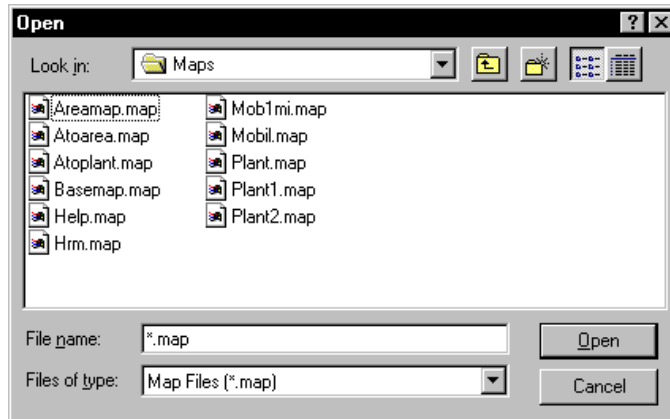 Open
Look in: Maps
Areamap.map Mob1mi.map
Atoarea.map Mobil.map
Atoplant.map Plant.map
Basemap.map Plant1.map
Help.map Plant2.map
Hrm.map
File name: *.map Open
Files of type: Map Files (*.map) Cancel